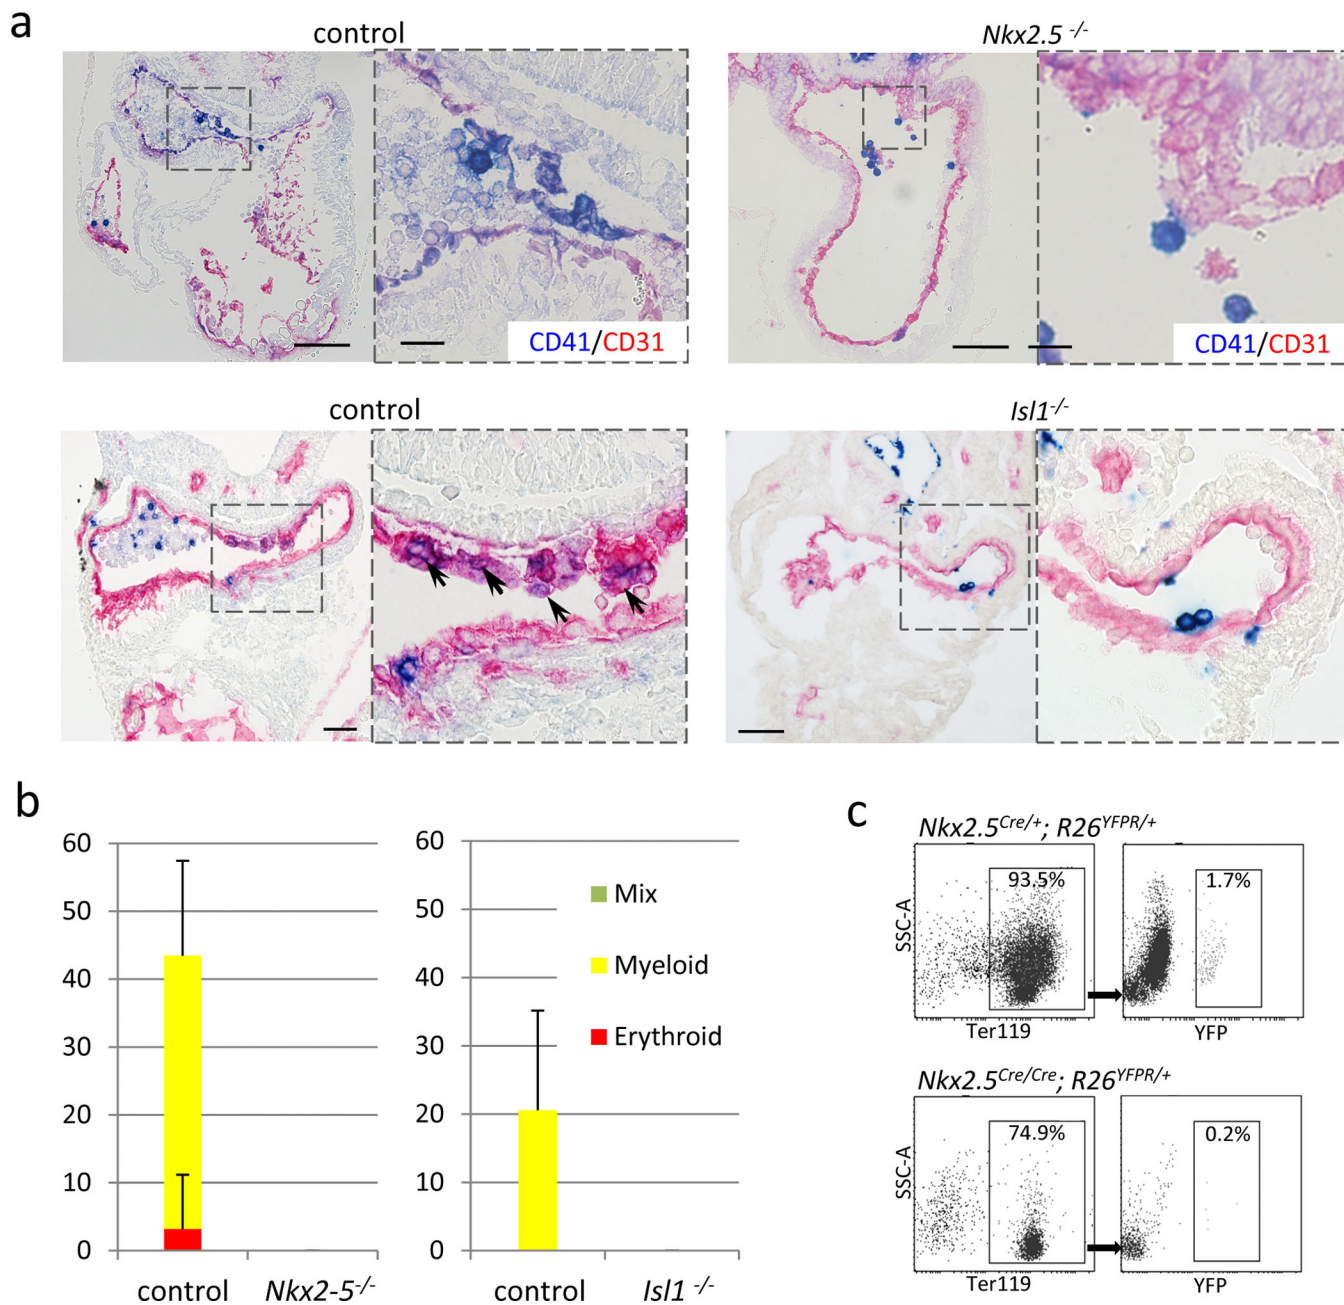 a
control
Nkx2.5 -/-
CD41/CD31
CD41/CD31
control
Isl1-/-
b
60
50
40
30
20
10
0
control
Nkx2-5-/-
60
50
40
30
20
10
0
control
Isl1 -/-
Mix
Myeloid
Erythroid
c
Nkx2.5Cre/+; R26YFPR/+
SSC-A
93.5%
Ter119
1.7%
YFP
Nkx2.5Cre/Cre; R26YFPR/+
SSC-A
74.9%
Ter119
0.2%
YFP